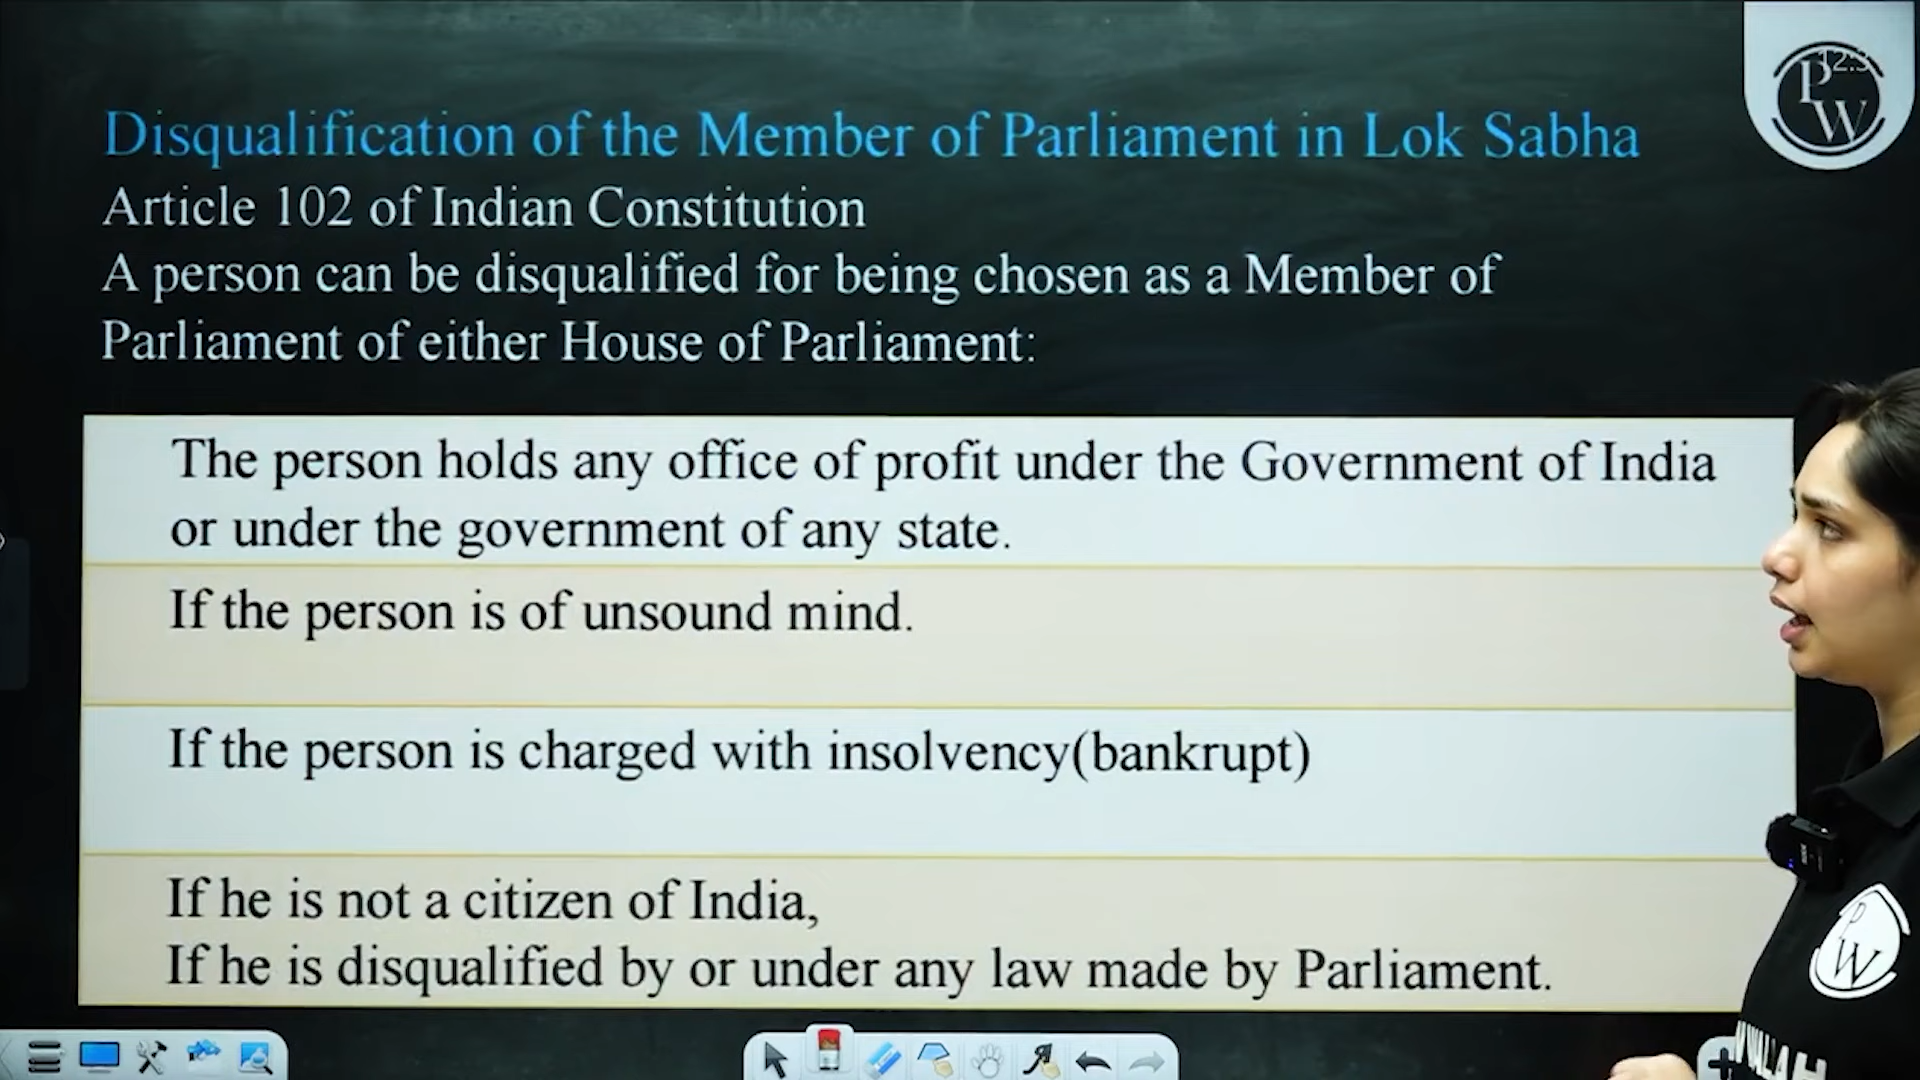 P 12:3
W
Disqualification of the Member of Parliament in Lok Sabha
Article 102 of Indian Constitution
A person can be disqualified for being chosen as a Member of
Parliament of either House of Parliament:
The person holds any office of profit under the Government of India
or under the government of any state.
If the person is of unsound mind.
If the person is charged with insolvency(bankrupt)
If he is not a citizen of India,
If he is disqualified by or under any law made by Parliament.
P
W